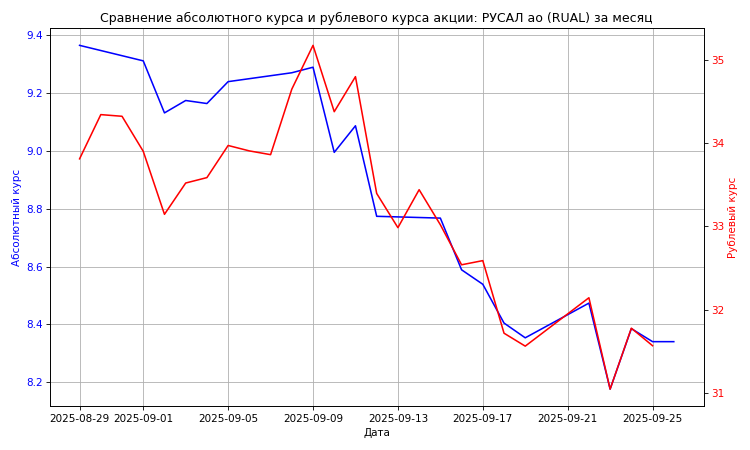 Сравнение абсолютного курса и рублевого курса акции: РУСАЛ ао (RUAL) за месяц
9.4
9.2
9.0
8.8
8.6
8.4
8.2
Абсолютный курс
35
34
33
32
31
Рублевый курс
2025-08-29 2025-09-01 2025-09-05 2025-09-09 2025-09-13 2025-09-17 2025-09-21 2025-09-25
Дата